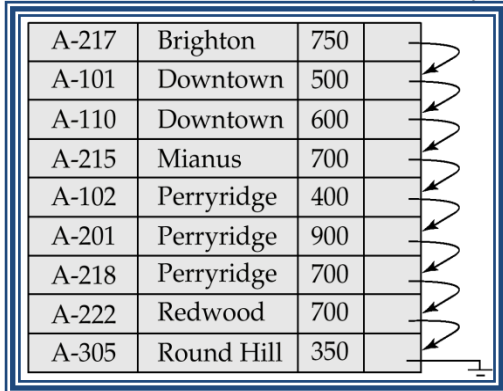 A-217 Brighton 750
A-101 Downtown 500
A-110 Downtown 600
A-215 Mianus 700
A-102 Perryridge 400
A-201 Perryridge 900
A-218 Perryridge 700
A-222 Redwood 700
A-305 Round Hill 350